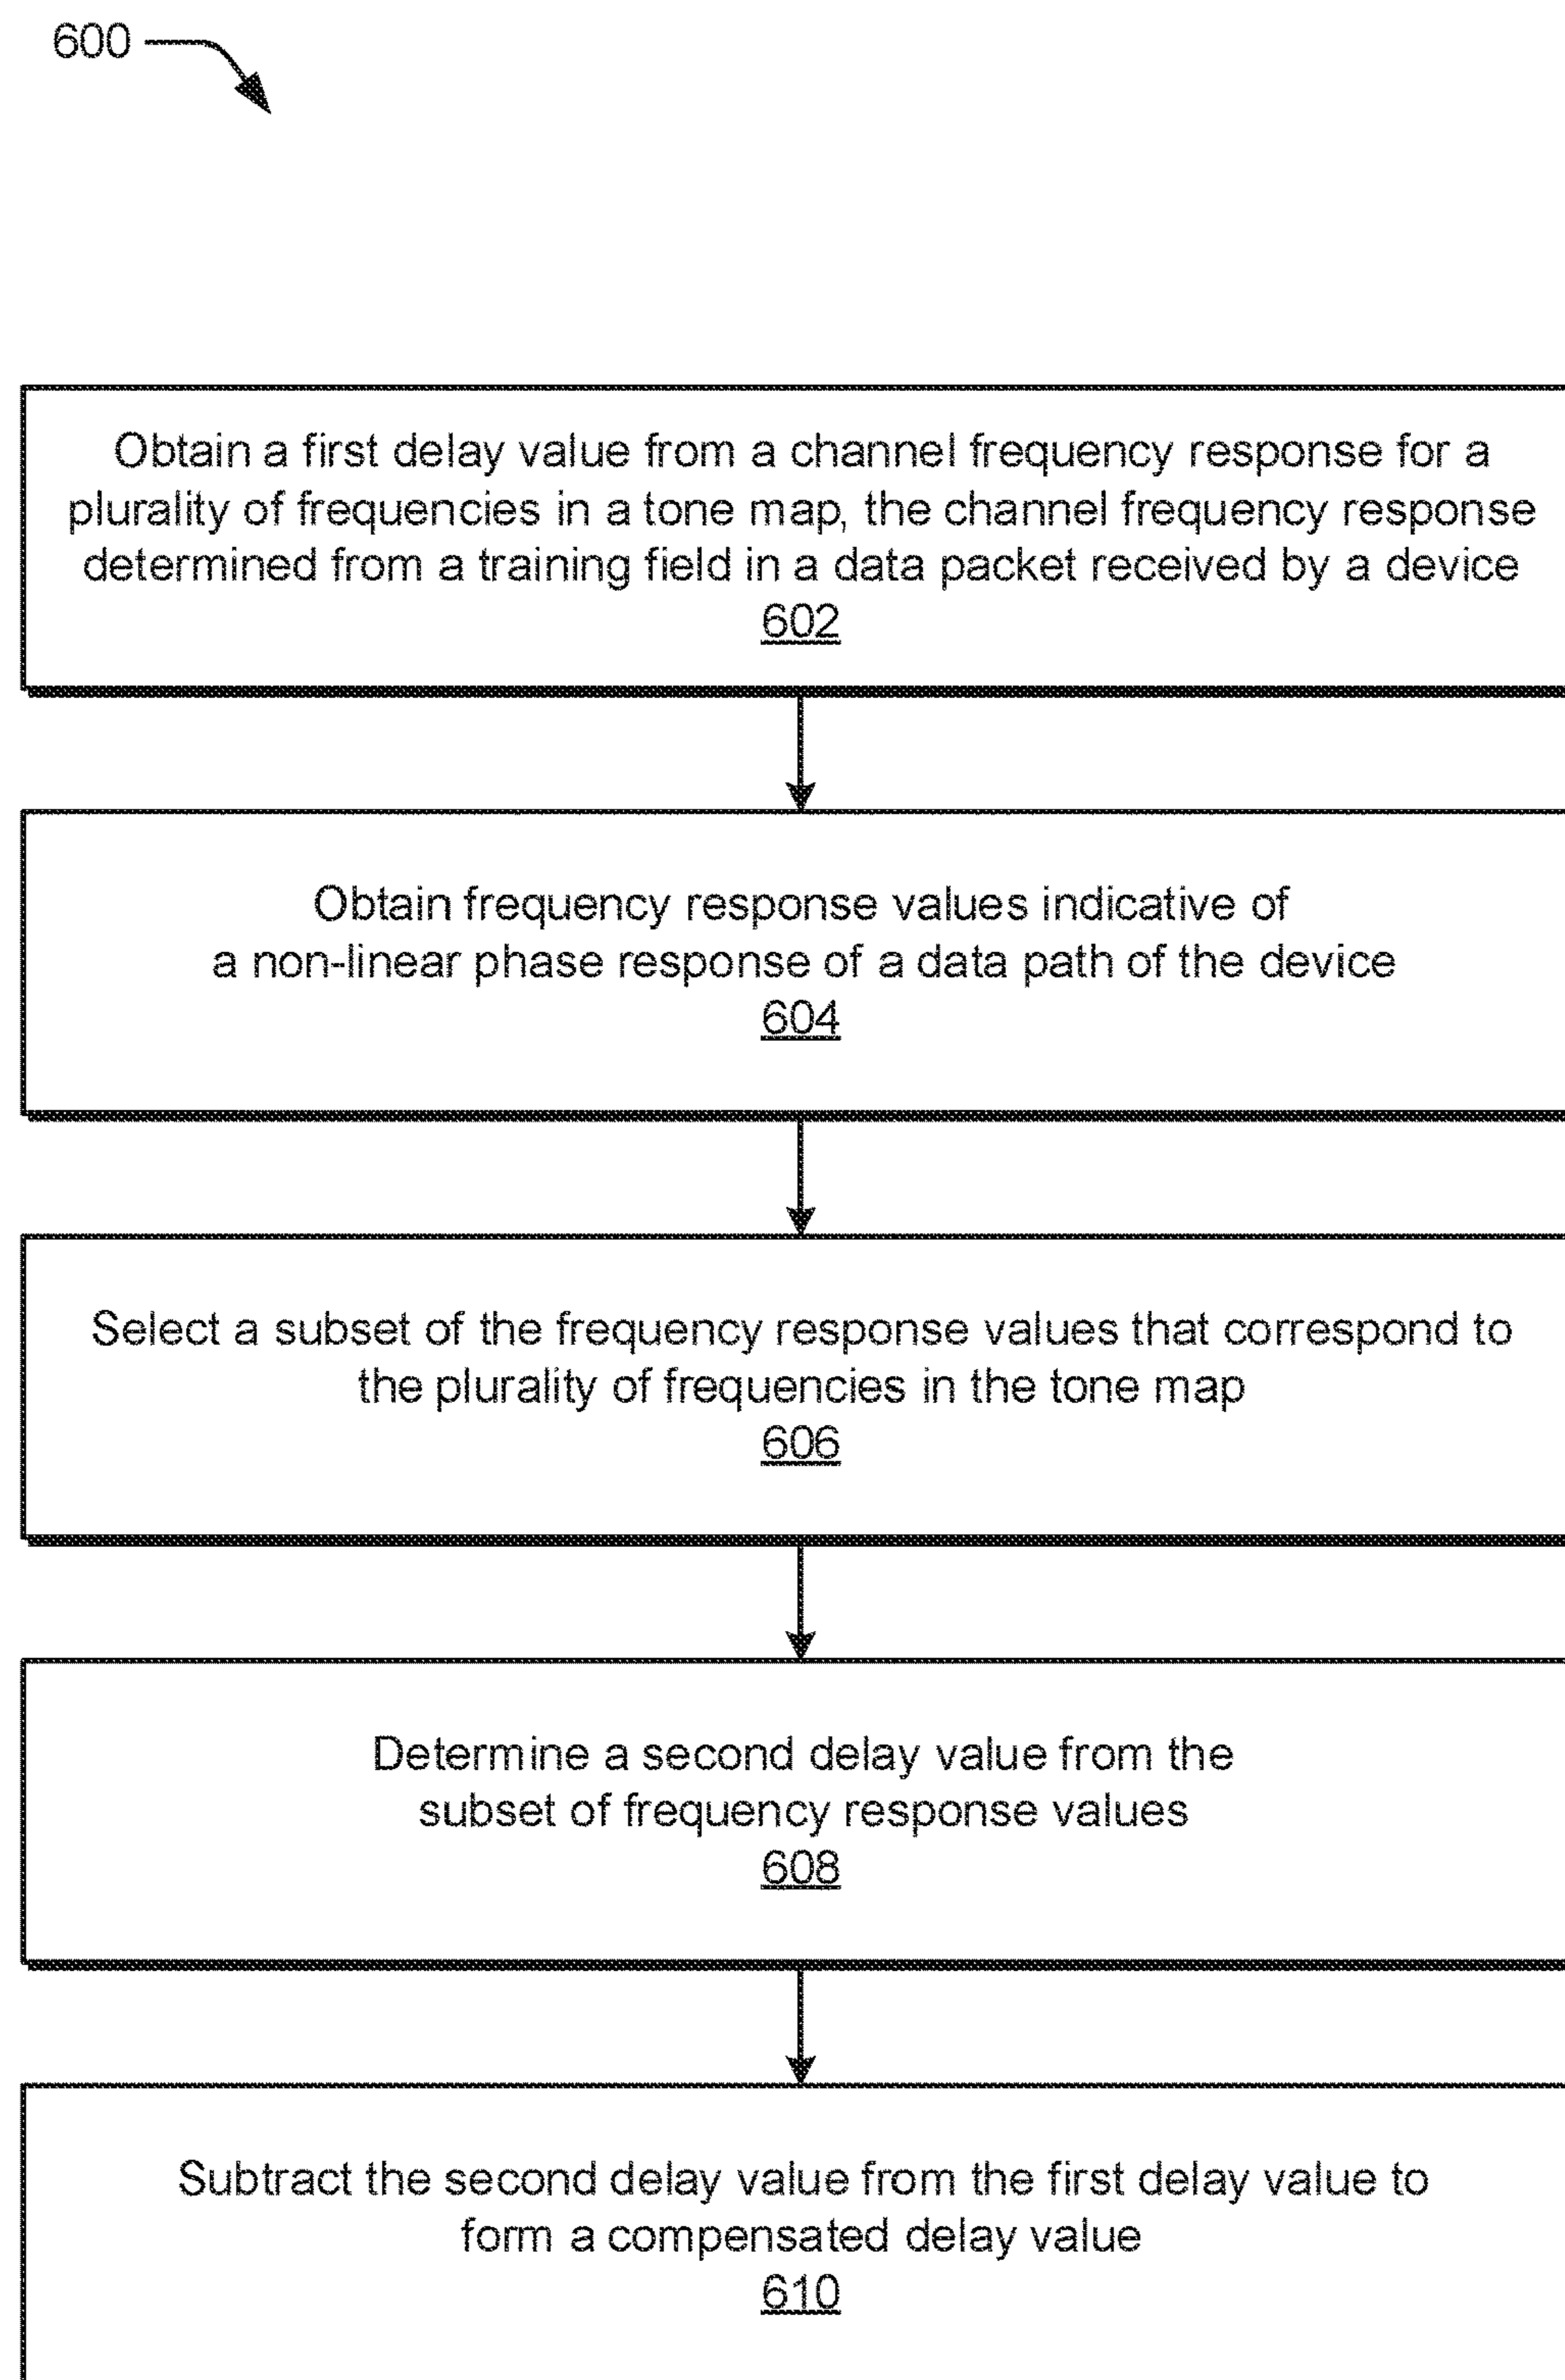 600
Obtain a first delay value from a channel frequency response for a
plurality of frequencies in a tone map, the channel frequency response
determined from a training field in a data packet received by a device
602
Obtain frequency response values indicative of
a non-linear phase response of a data path of the device
604
Select a subset of the frequency response values that correspond to
the plurality of frequencies in the tone map
606
Determine a second delay value from the
subset of frequency response values
608
Subtract the second delay value from the first delay value to
form a compensated delay value
610